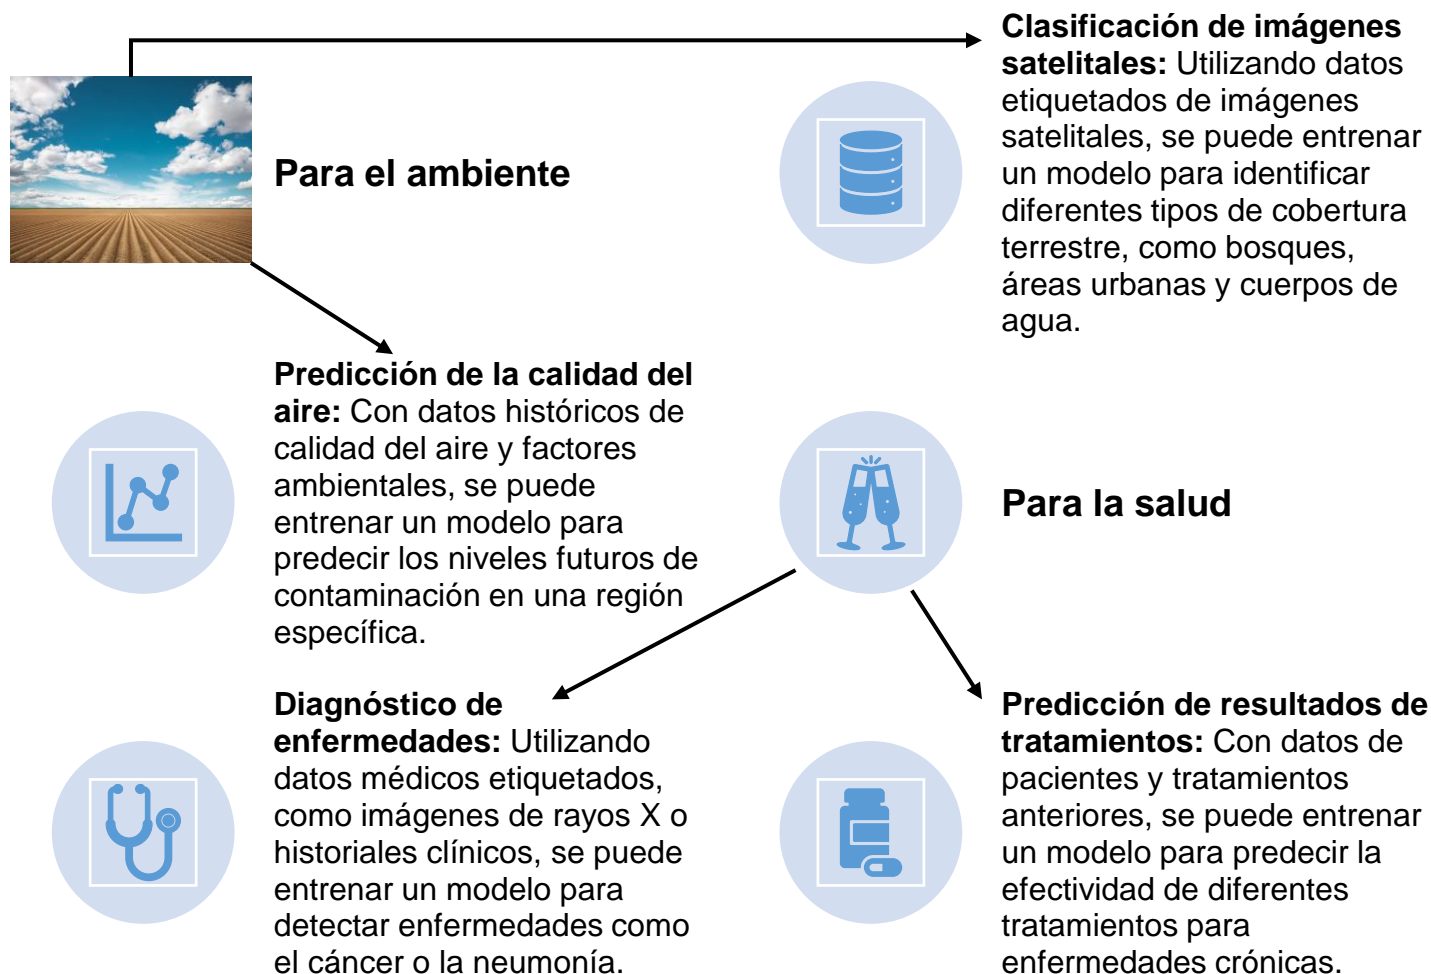 Para el ambiente
Clasificación de imágenes
satelitales: Utilizando datos
etiquetados de imágenes
satelitales, se puede entrenar
un modelo para identificar
diferentes tipos de cobertura
terrestre, como bosques,
áreas urbanas y cuerpos de
agua.
Predicción de la calidad del
aire: Con datos históricos de
calidad del aire y factores
ambientales, se puede
entrenar un modelo para
predecir los niveles futuros de
contaminación en una región
específica.
Para la salud
Diagnóstico de
enfermedades: Utilizando
datos médicos etiquetados,
como imágenes de rayos X o
historiales clínicos, se puede
entrenar un modelo para
detectar enfermedades como
el cáncer o la neumonía.
Predicción de resultados de
tratamientos: Con datos de
pacientes y tratamientos
anteriores, se puede entrenar
un modelo para predecir la
efectividad de diferentes
tratamientos para
enfermedades crónicas.